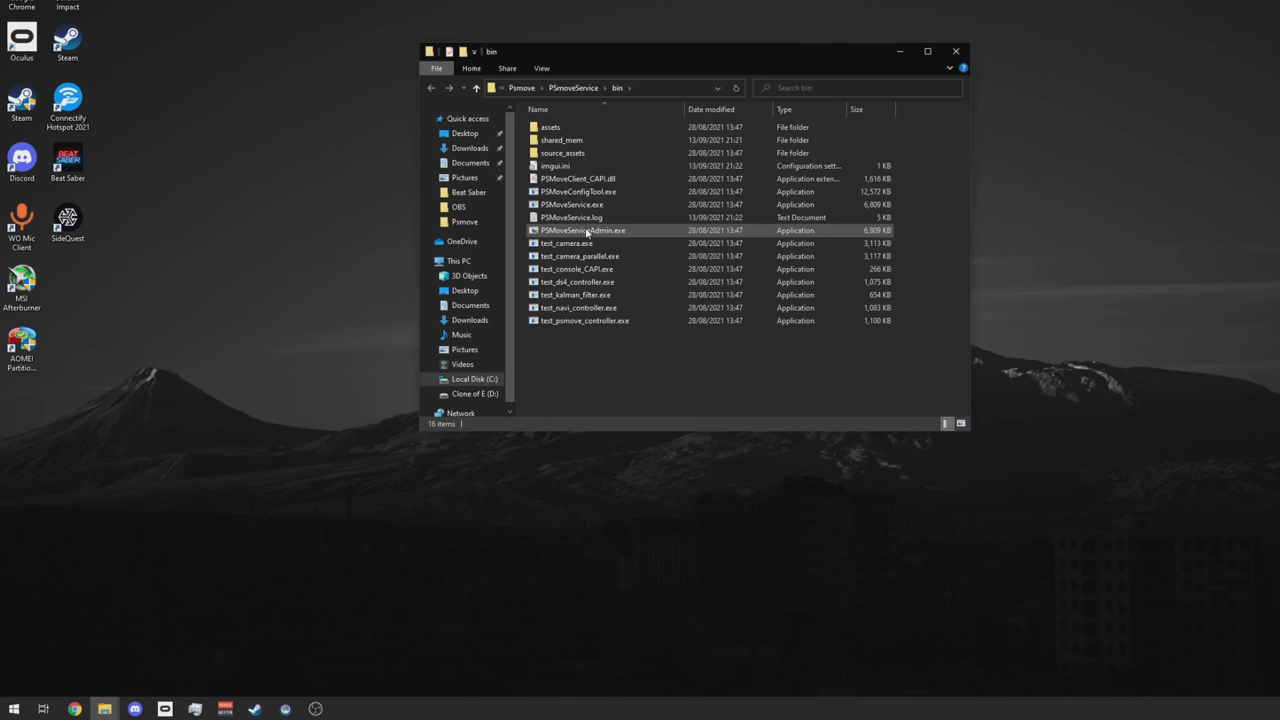 Chrome
Impact
Oculus
Steam
Steam
Connectify
Hotspot 2021
Discord
Beat Saber
BEAT
SABER
WO Mic
Client
SideQuest
MSI
Afterburner
AOMEI
Partitio...
bin
File
Home
Share
View
Psmove
PSmoveService
bin
Search bin
Name
Date modified
Type
Size
Quick access
Desktop
Downloads
Documents
Pictures
Beat Saber
OBS
Psmove
OneDrive
This PC
3D Objects
Desktop
Documents
Downloads
Music
Pictures
Videos
Local Disk (C:)
Clone of E (D:)
Network
assets 28/08/2021 13:47 File folder
shared_mem 13/09/2021 21:21 File folder
source_assets 28/08/2021 13:47 File folder
imgui.ini 13/09/2021 21:22 Configuration sett... 1 KB
PSMoveClient_CAPI.dll 28/08/2021 13:47 Application exten... 1,616 KB
PSMoveConfigTool.exe 28/08/2021 13:47 Application 12,572 KB
PSMoveService.exe 28/08/2021 13:47 Application 6,809 KB
PSMoveService.log 13/09/2021 21:22 Text Document 5 KB
PSMoveServiceAdmin.exe 28/08/2021 13:47 Application 6,809 KB
test_camera.exe 28/08/2021 13:47 Application 3,113 KB
test_camera_parallel.exe 28/08/2021 13:47 Application 3,117 KB
test_console_CAPI.exe 28/08/2021 13:47 Application 266 KB
test_ds4_controller.exe 28/08/2021 13:47 Application 1,075 KB
test_kalman_filter.exe 28/08/2021 13:47 Application 654 KB
test_navi_controller.exe 28/08/2021 13:47 Application 1,083 KB
test_psmove_controller.exe 28/08/2021 13:47 Application 1,100 KB
16 items